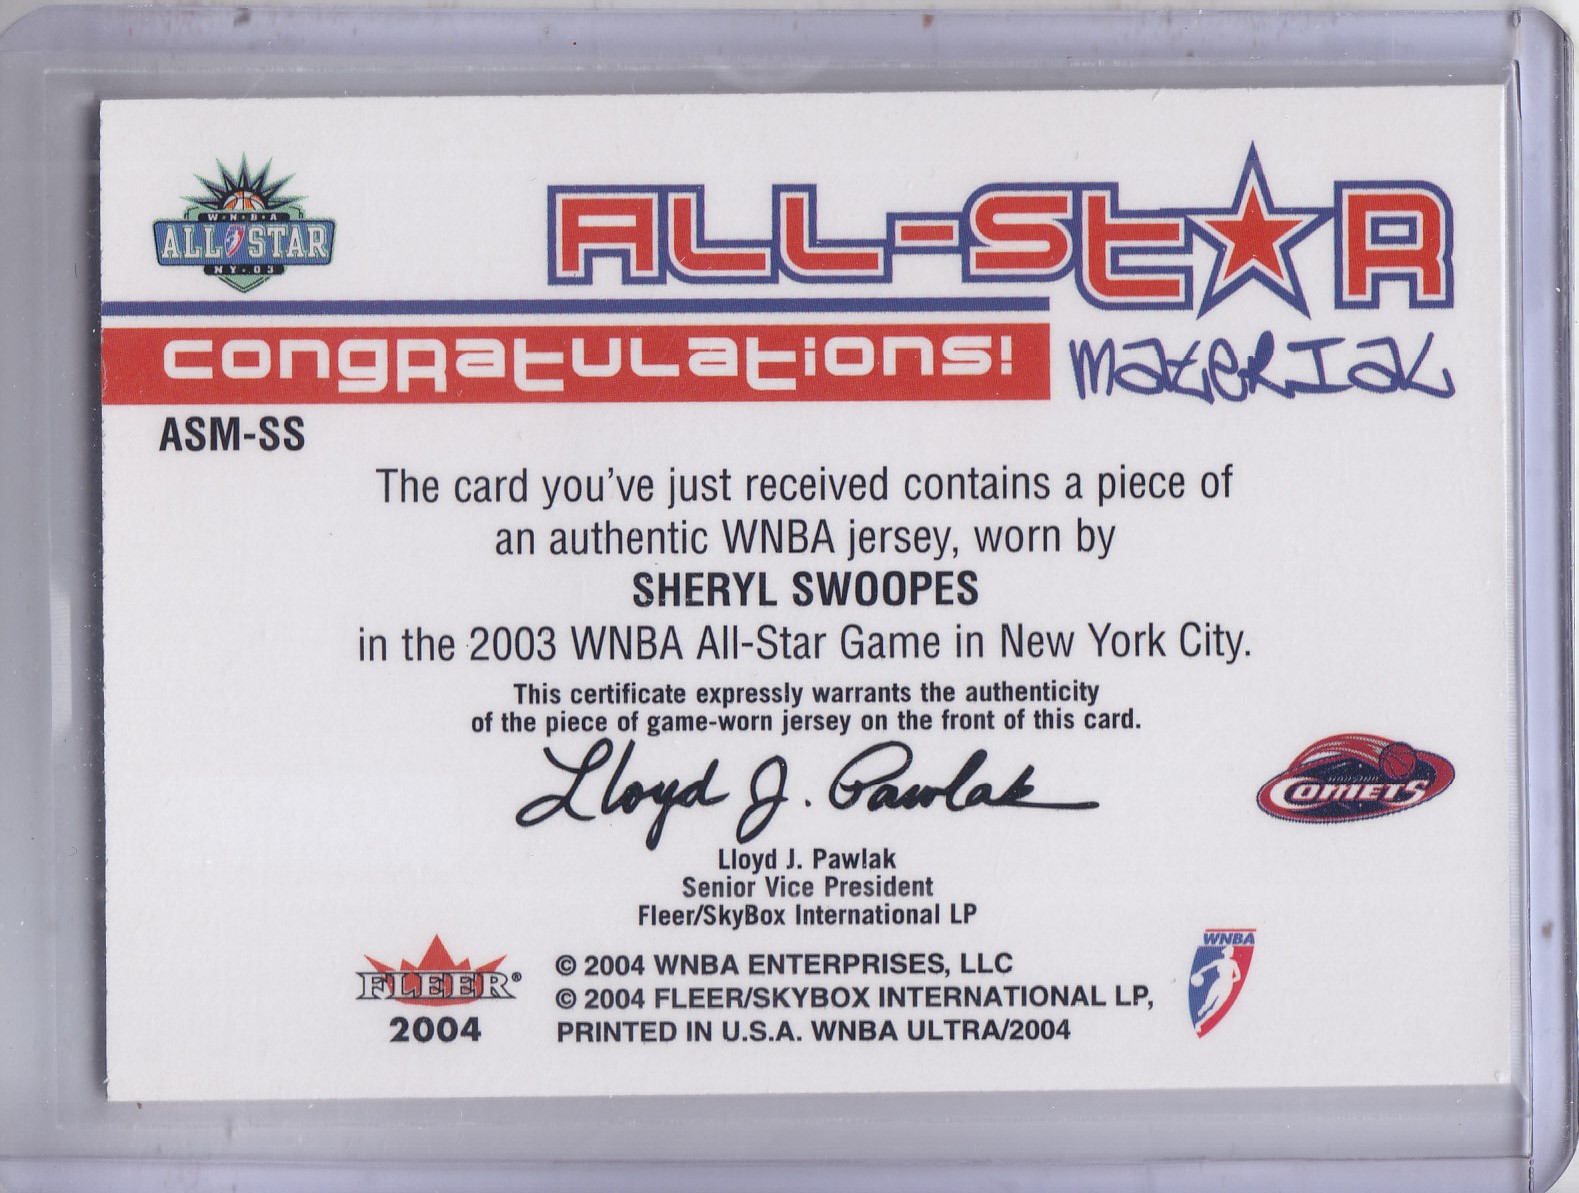 W·N·B·A
ALL STAR
NY·03
ALL-STAR
CONGRATULATIONS!
MATERIAL
ASM-SS
The card you've just received contains a piece of
an authentic WNBA jersey, worn by
SHERYL SWOOPES
in the 2003 WNBA All-Star Game in New York City.
This certificate expressly warrants the authenticity
of the piece of game-worn jersey on the front of this card.
Lloyd J. Pawlak
COMETS
Lloyd J. Pawlak
Senior Vice President
Fleer/SkyBox International LP
FLEER®
2004
© 2004 WNBA ENTERPRISES, LLC
© 2004 FLEER/SKYBOX INTERNATIONAL LP,
PRINTED IN U.S.A. WNBA ULTRA/2004
WNBA